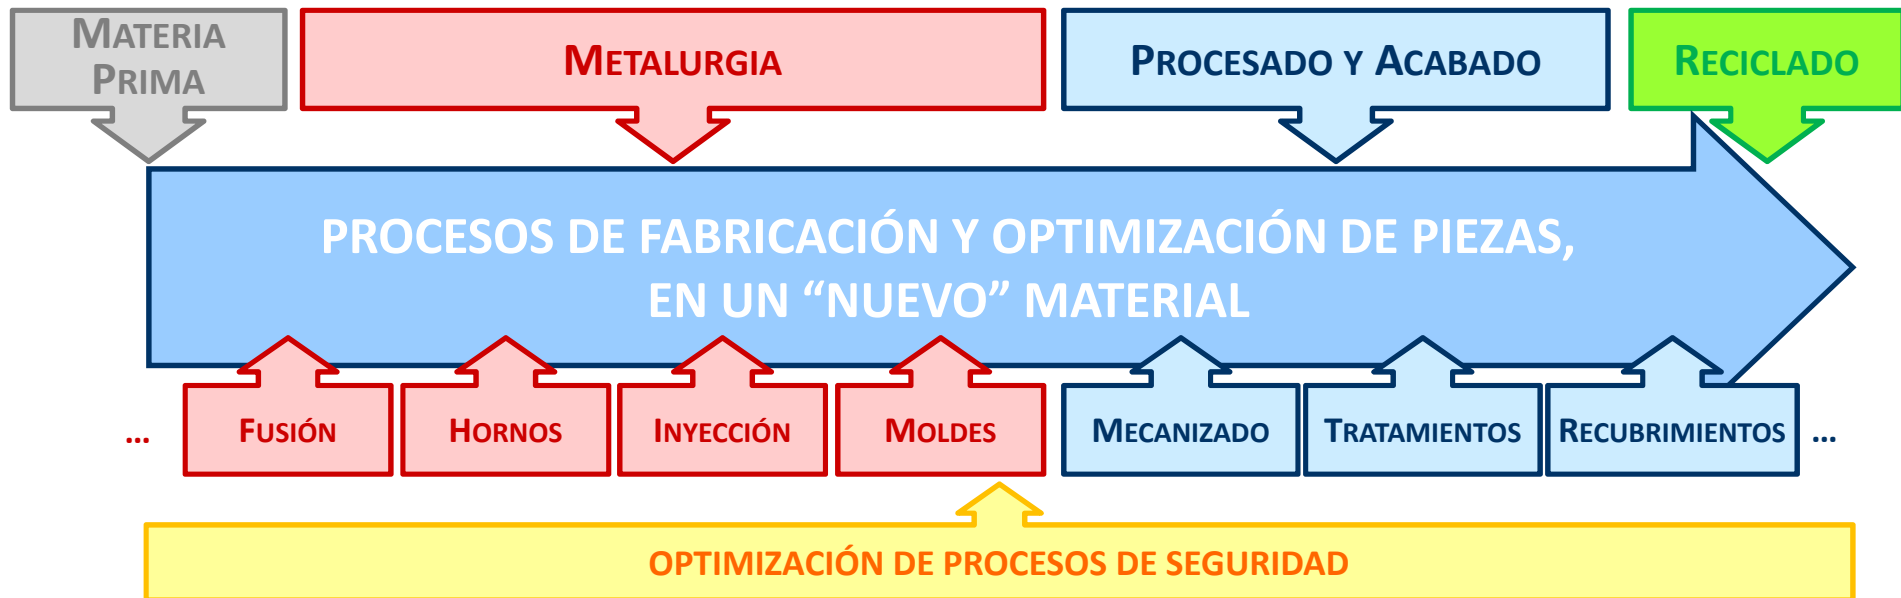 MATERIA
PRIMA
METALURGIA
PROCESADO Y ACABADO
RECICLADO
PROCESOS DE FABRICACIÓN Y OPTIMIZACIÓN DE PIEZAS,
EN UN “NUEVO” MATERIAL
... FUSIÓN HORNOS INYECCIÓN MOLDES MECANIZADO TRATAMIENTOS RECUBRIMIENTOS ...
OPTIMIZACIÓN DE PROCESOS DE SEGURIDAD